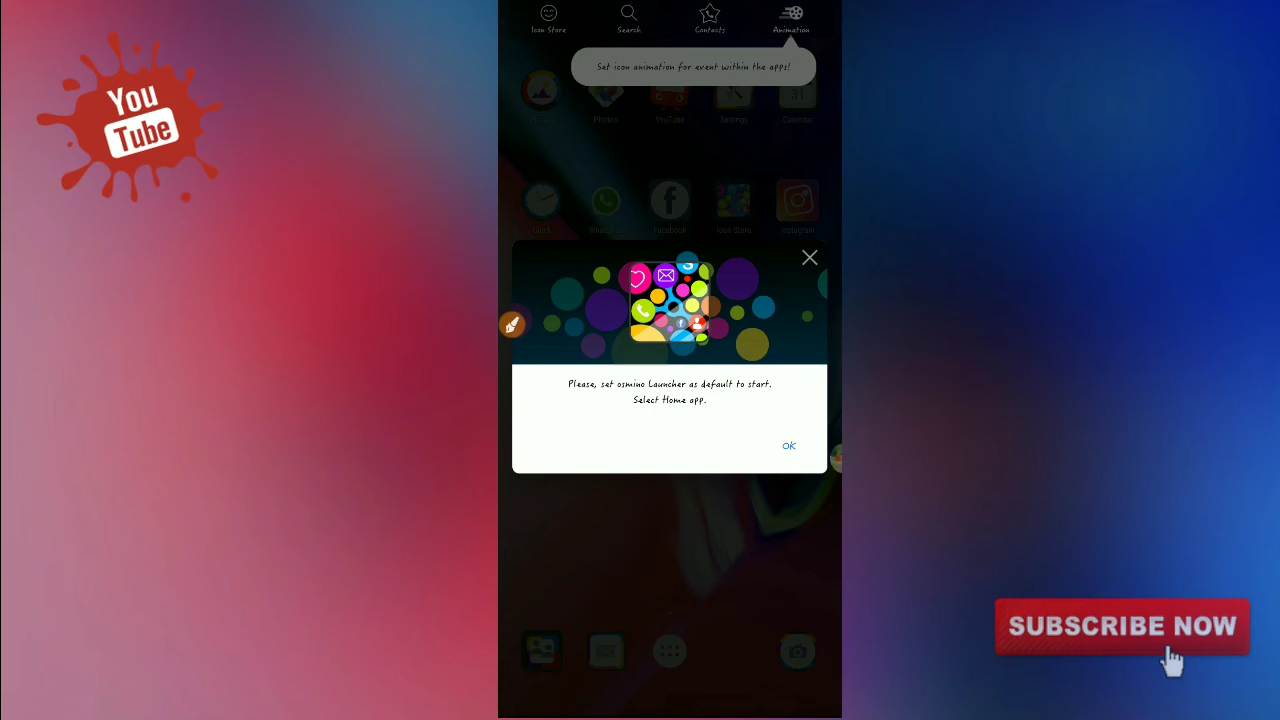 Icon Store
Search
Contacts
Animation
Set icon animation for event within the apps!
You
Tube
31
Photos
YouTube
Settings
Calendar
Clock
WhatsApp
Facebook
Icon Store
Instagram
Please, set osmino Launcher as default to start.
Select Home app.
OK
SUBSCRIBE NOW